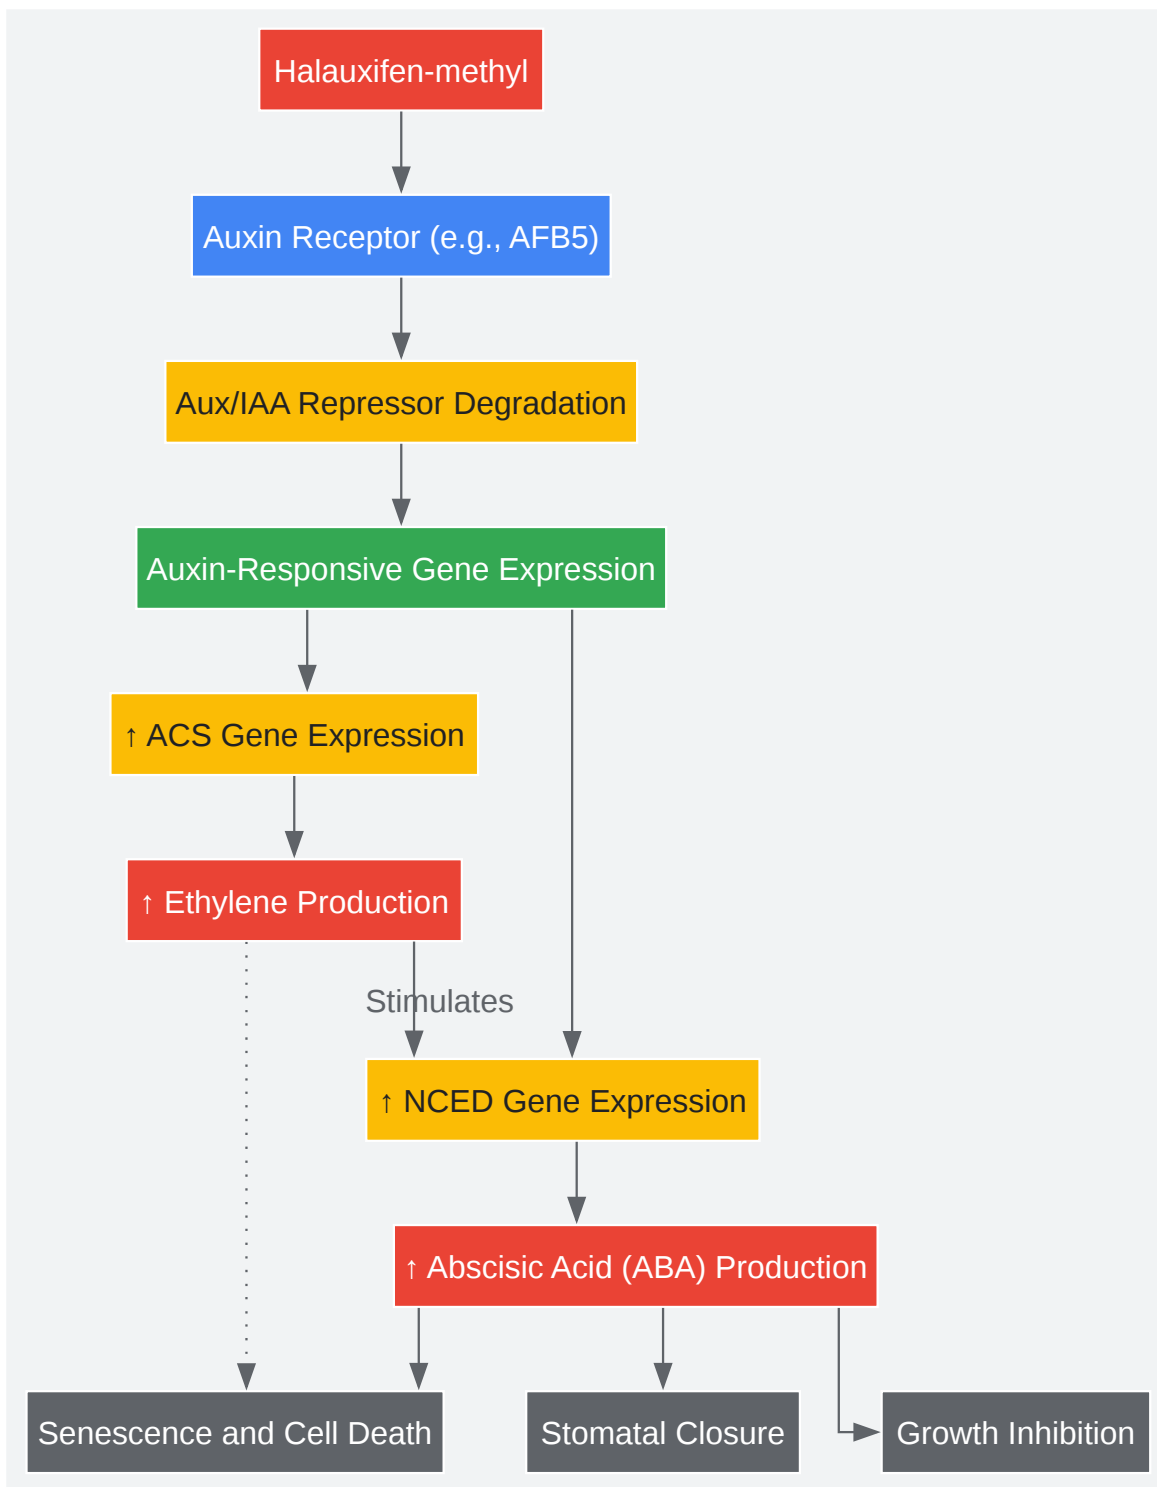 Halauxifen-methyl
Auxin Receptor (e.g., AFB5)
Aux/IAA Repressor Degradation
Auxin-Responsive Gene Expression
↑ ACS Gene Expression
↑ Ethylene Production
Stimulates
↑ NCED Gene Expression
↑ Abscisic Acid (ABA) Production
Senescence and Cell Death
Stomatal Closure
Growth Inhibition